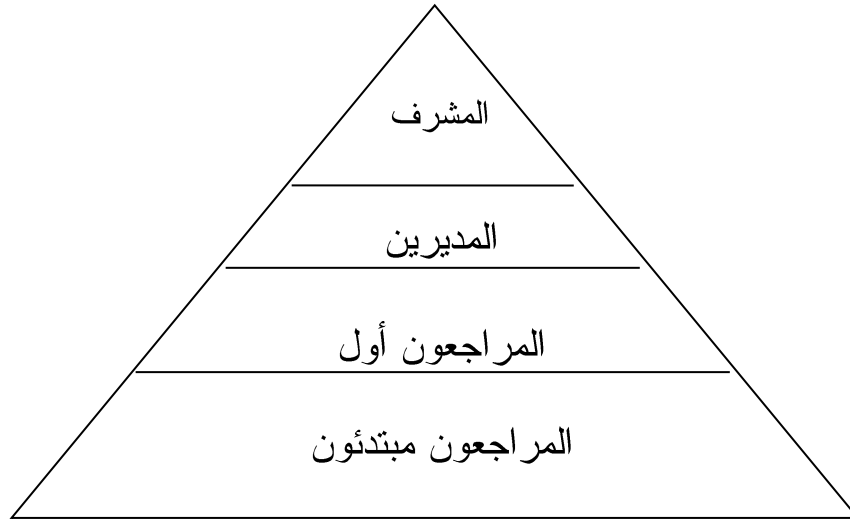 المشرف
المديرين
المراجعون أول
المراجعون مبتدئون